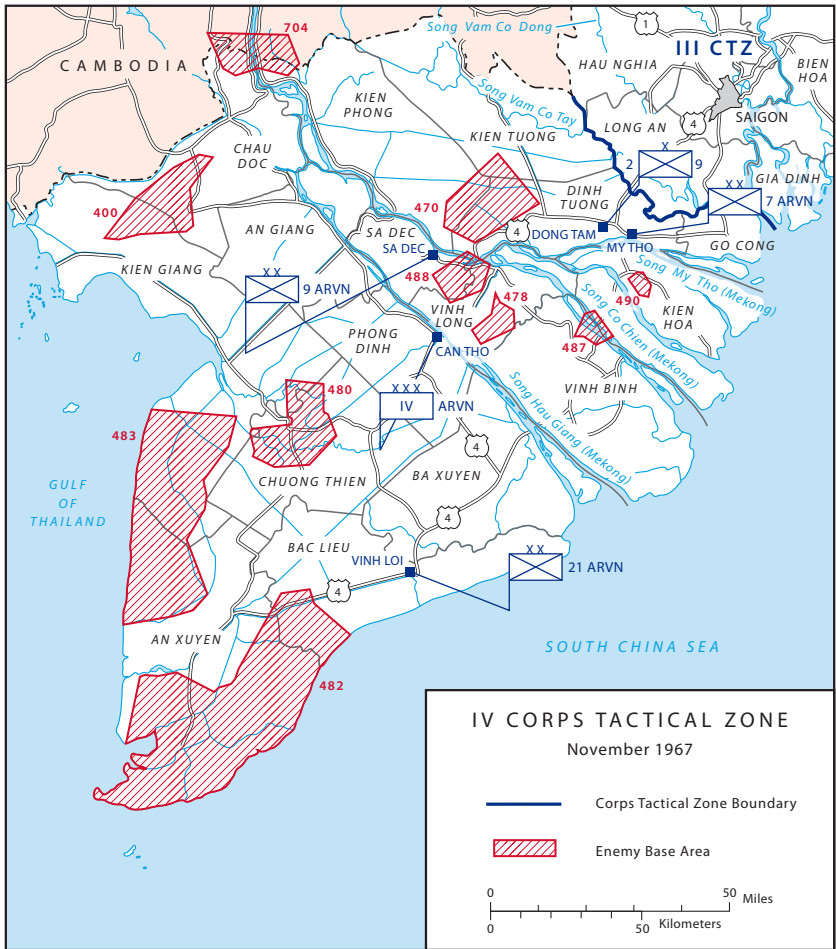 704
Song Vam Co Dong
1
III CTZ
CAMBODIA
HAU NGHIA
BIEN
HOA
KIEN
PHONG
Song Vam Co Tay
SAIGON
4
LONG AN
KIEN TUONG
CHAU
DOC
X
2
9
GIA DINH
XX
7 ARVN
DINH
TUONG
400
470
AN GIANG
SA DEC
4
DONG TAM
MY THO
GO CONG
SA DEC
KIEN GIANG
XX
9 ARVN
488
Song My Tho (Mekong)
490
478
VINH
LONG
Song Co Chien (Mekong)
KIEN
HOA
PHONG
DINH
487
CAN THO
480
XXX
IV
ARVN
Song Hau Giang (Mekong)
VINH BINH
483
4
GULF
OF
THAILAND
CHUONG THIEN
BA XUYEN
4
BAC LIEU
VINH LOI
XX
21 ARVN
4
AN XUYEN
SOUTH CHINA SEA
482
IV CORPS TACTICAL ZONE
November 1967
Corps Tactical Zone Boundary
Enemy Base Area
0 50 Miles
0 50 Kilometers